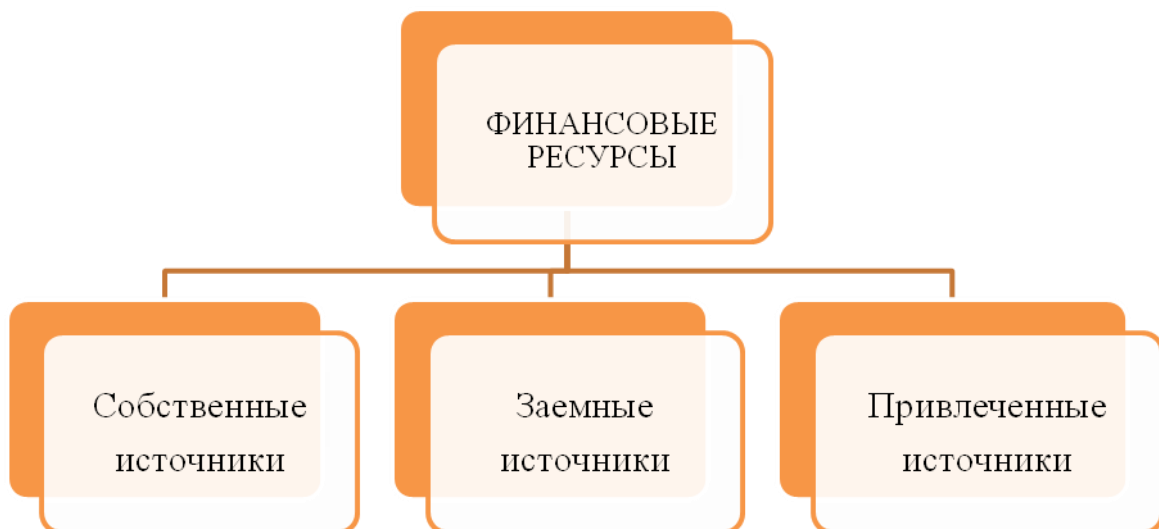 ФИНАНСОВЫЕ
РЕСУРСЫ
Собственные
источники
Заемные
источники
Привлеченные
источники